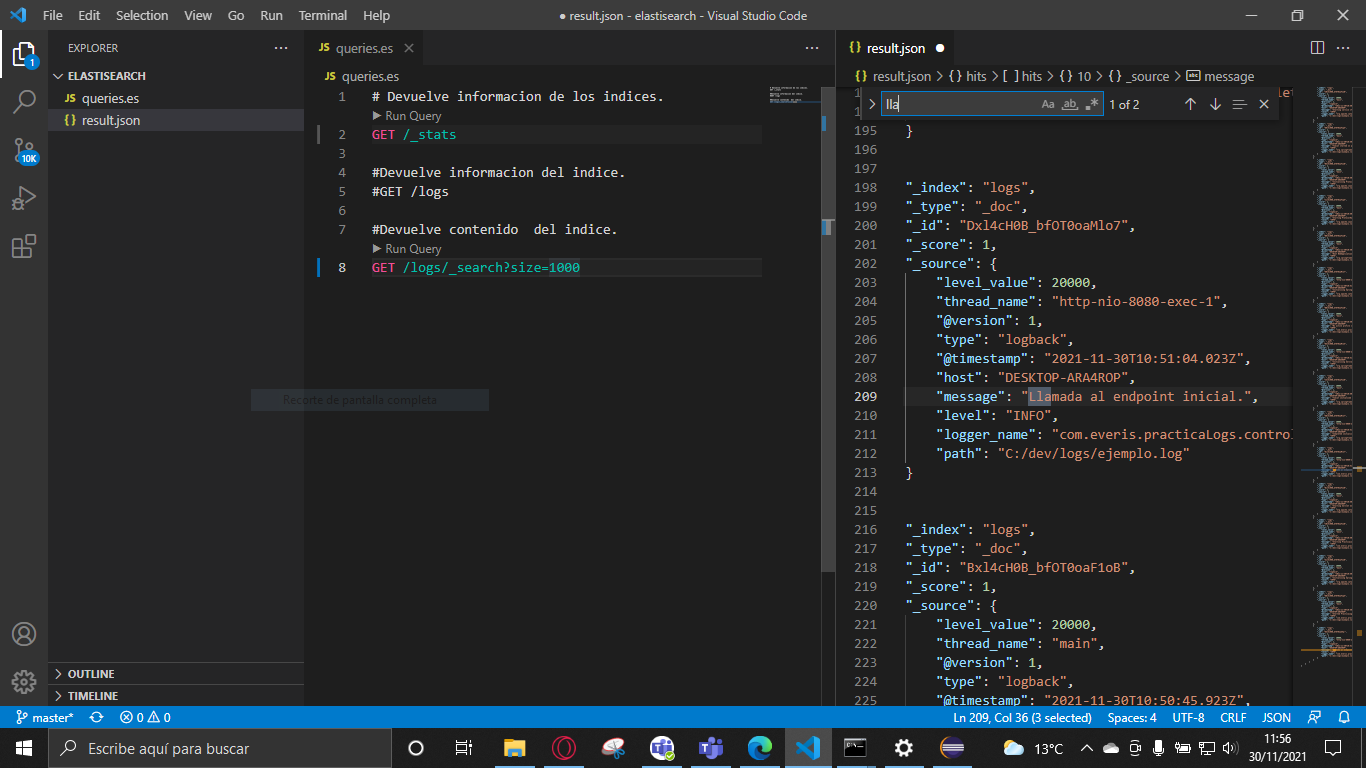 File Edit Selection View Go Run Terminal Help
● result.json - elastisearch - Visual Studio Code
EXPLORER
ELASTISEARCH
JS queries.es
{} result.json
OUTLINE
TIMELINE
1
10K
JS queries.es
JS queries.es
1 # Devuelve informacion de los indices.
Run Query
2 GET /_stats
3
4 #Devuelve informacion del indice.
5 #GET /logs
6
7 #Devuelve contenido  del indice.
Run Query
8 GET /logs/_search?size=1000
Recorte de pantalla completa
{} result.json ●
{} result.json > {} hits > [ ] hits > {} 10 > {} _source > abc message
lla Aa ab .* 1 of 2
195 }
196
197
198 "_index": "logs",
199 "_type": "_doc",
200 "_id": "Dxl4cH0B_bfOT0oaMlo7",
201 "_score": 1,
202 "_source": {
203 "level_value": 20000,
204 "thread_name": "http-nio-8080-exec-1",
205 "@version": 1,
206 "type": "logback",
207 "@timestamp": "2021-11-30T10:51:04.023Z",
208 "host": "DESKTOP-ARA4ROP",
209 "message": "Llamada al endpoint inicial.",
210 "level": "INFO",
211 "logger_name": "com.everis.practicaLogs.control
212 "path": "C:/dev/logs/ejemplo.log"
213 }
214
215
216 "_index": "logs",
217 "_type": "_doc",
218 "_id": "Bxl4cH0B_bfOT0oaF1oB",
219 "_score": 1,
220 "_source": {
221 "level_value": 20000,
222 "thread_name": "main",
223 "@version": 1,
224 "type": "logback",
225 "@timestamp": "2021-11-30T10:50:45.923Z",
master* 0 0 Ln 209, Col 36 (3 selected) Spaces: 4 UTF-8 CRLF JSON
Escribe aquí para buscar
13°C
11:56
30/11/2021